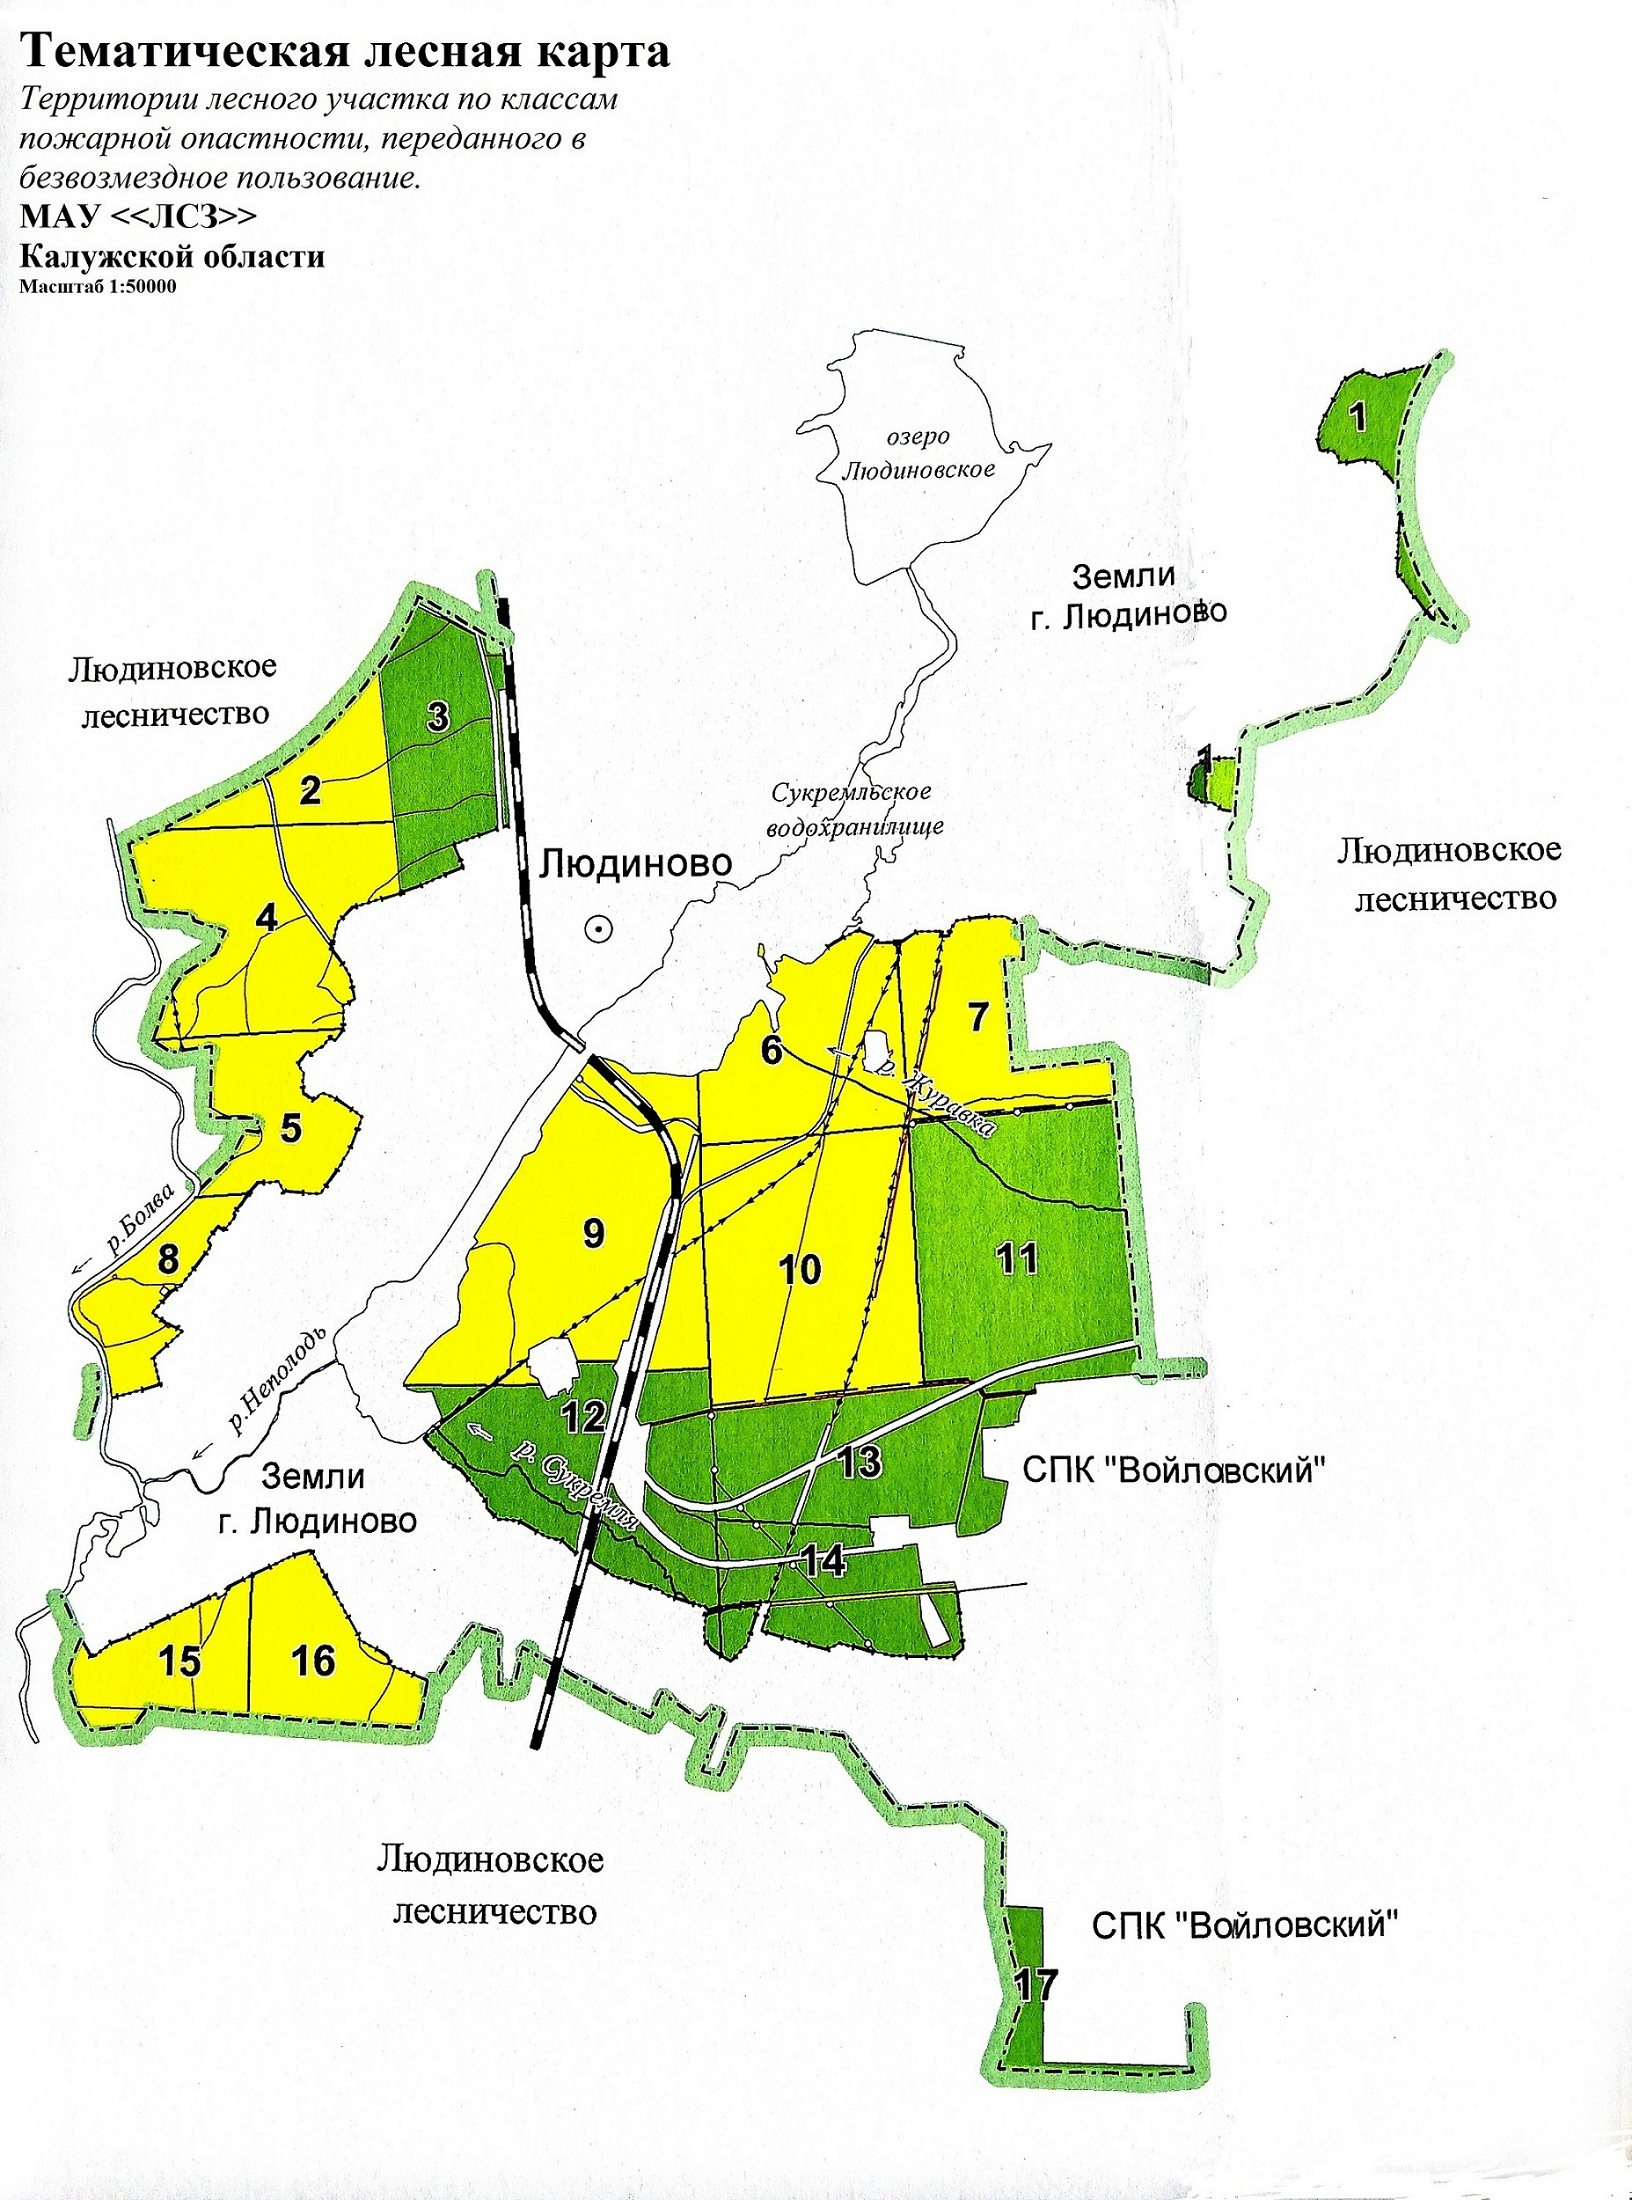 Тематическая лесная карта
Территории лесного участка по классам
пожарной опастности, переданного в
безвозмездное пользование.
МАУ <<ЛСЗ>>
Калужской области
Масштаб 1:50000
1
озеро
Людиновское
Земли
г. Людиново
Людиновское
лесничество
3
2
1
Сукремльское
водохранилище
Людиново
Людиновское
лесничество
4
7
6
р. Журавка
5
р.Болва
8
9
10
11
р.Неполодь
12
р. Сукремля
13
СПК "Войловский"
Земли
г. Людиново
14
15
16
Людиновское
лесничество
СПК "Войловский"
17